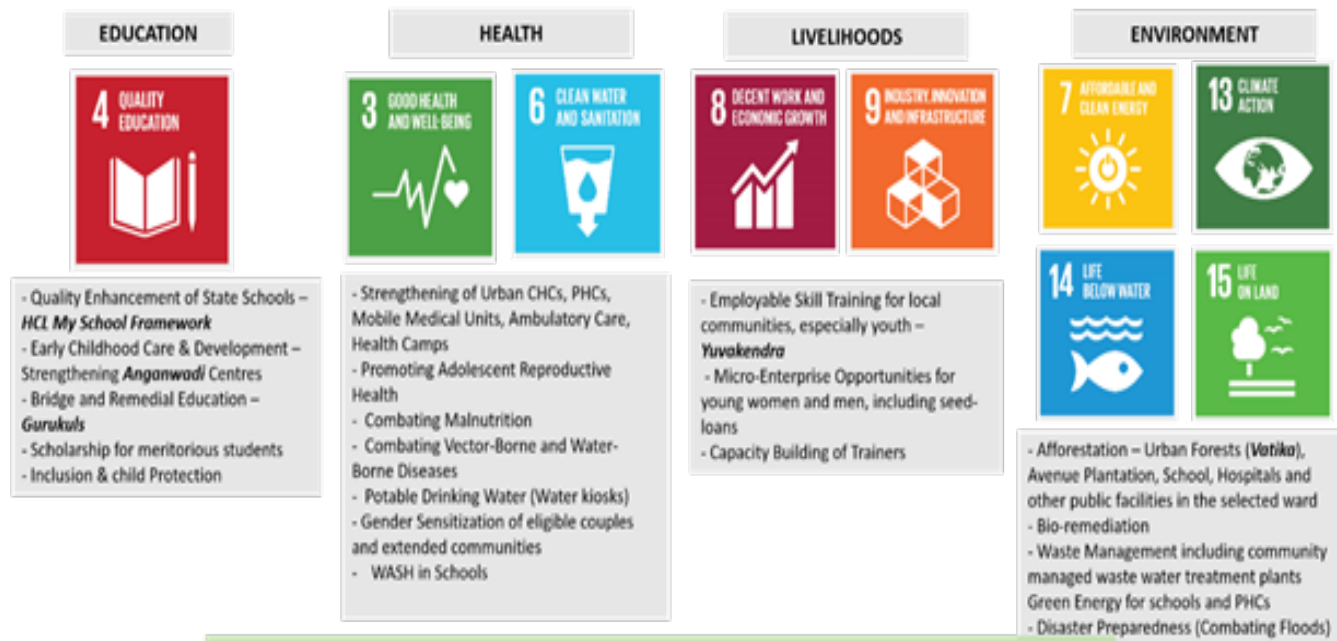 EDUCATION
4 QUALITY
EDUCATION
- Quality Enhancement of State Schools –
HCL My School Framework
- Early Childhood Care & Development –
Strengthening Anganwadi Centres
- Bridge and Remedial Education –
Gurukuls
- Scholarship for meritorious students
- Inclusion & child Protection
HEALTH
3 GOOD HEALTH
AND WELL-BEING
6 CLEAN WATER
AND SANITATION
- Strengthening of Urban CHCs, PHCs,
Mobile Medical Units, Ambulatory Care,
Health Camps
- Promoting Adolescent Reproductive
Health
- Combating Malnutrition
- Combating Vector-Borne and Water-
Borne Diseases
- Potable Drinking Water (Water kiosks)
- Gender Sensitization of eligible couples
and extended communities
- WASH in Schools
LIVELIHOODS
8 DECENT WORK AND
ECONOMIC GROWTH
9 INDUSTRY, INNOVATION
AND INFRASTRUCTURE
- Employable Skill Training for local
communities, especially youth –
Yuvakendra
- Micro-Enterprise Opportunities for
young women and men, including seed-
loans
- Capacity Building of Trainers
ENVIRONMENT
7 AFFORDABLE AND
CLEAN ENERGY
13 CLIMATE
ACTION
14 LIFE
BELOW WATER
15 LIFE
ON LAND
- Afforestation – Urban Forests (Vatika),
Avenue Plantation, School, Hospitals and
other public facilities in the selected ward
- Bio-remediation
- Waste Management including community
managed waste water treatment plants
Green Energy for schools and PHCs
- Disaster Preparedness (Combating Floods)